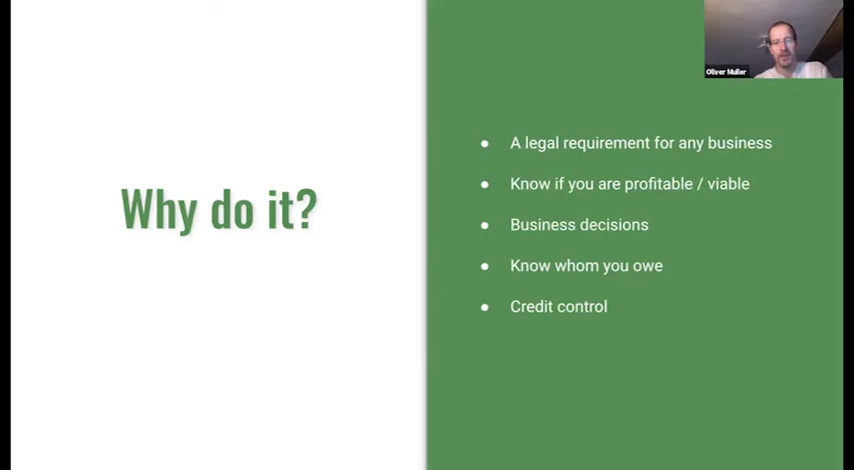 Oliver Muller
Why do it?
● A legal requirement for any business
● Know if you are profitable / viable
● Business decisions
● Know whom you owe
● Credit control